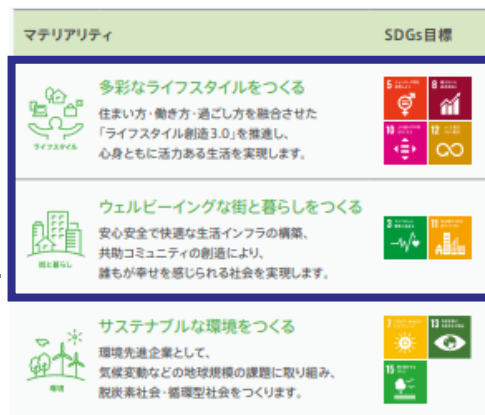 マテリアリティ
SDGs目標
多彩なライフスタイルをつくる
住まい方・働き方・過ごし方を融合させた
「ライフスタイル創造3.0」を推進し、
心身ともに活力ある生活を実現します。
ライフスタイル
5
8
10
12
ウェルビーイングな街と暮らしをつくる
安心安全で快適な生活インフラの構築、
共助コミュニティの創造により、
誰もが幸せを感じられる社会を実現します。
街と暮らし
3
11
サステナブルな環境をつくる
環境先進企業として、
気候変動などの地球規模の課題に取り組み、
脱炭素社会・循環型社会をつくります。
環境
7
13
15